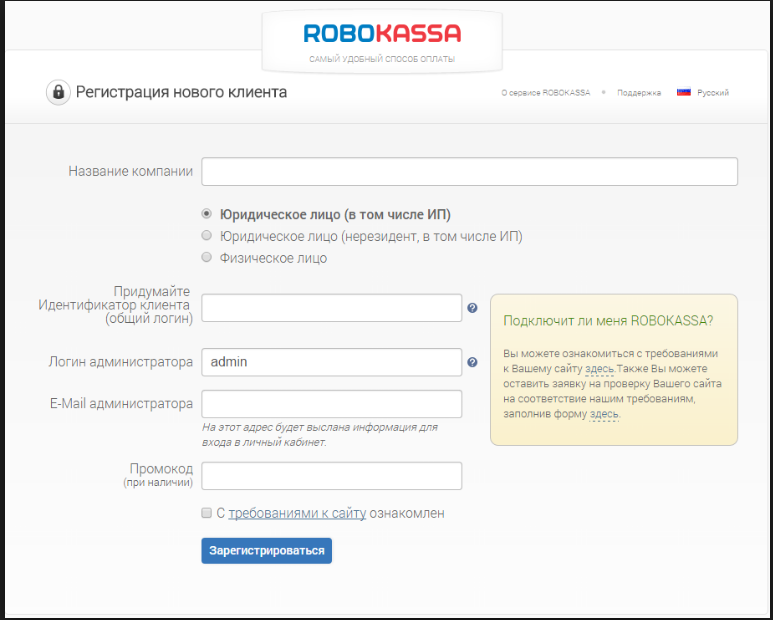 ROBOKASSA
САМЫЙ УДОБНЫЙ СПОСОБ ОПЛАТЫ
Регистрация нового клиента
О сервисе ROBOKASSA
Поддержка
Русский
Название компании
Юридическое лицо (в том числе ИП)
Юридическое лицо (нерезидент, в том числе ИП)
Физическое лицо
Придумайте
Идентификатор клиента
(общий логин)
?
Логин администратора
admin
?
E-Mail администратора
На этот адрес будет выслана информация для
входа в личный кабинет.
Промокод
(при наличии)
С требованиями к сайту ознакомлен
Зарегистрироваться
Подключит ли меня ROBOKASSA?
Вы можете ознакомиться с требованиями
к Вашему сайту здесь.Также Вы можете
оставить заявку на проверку Вашего сайта
на соответствие нашим требованиям,
заполнив форму здесь.